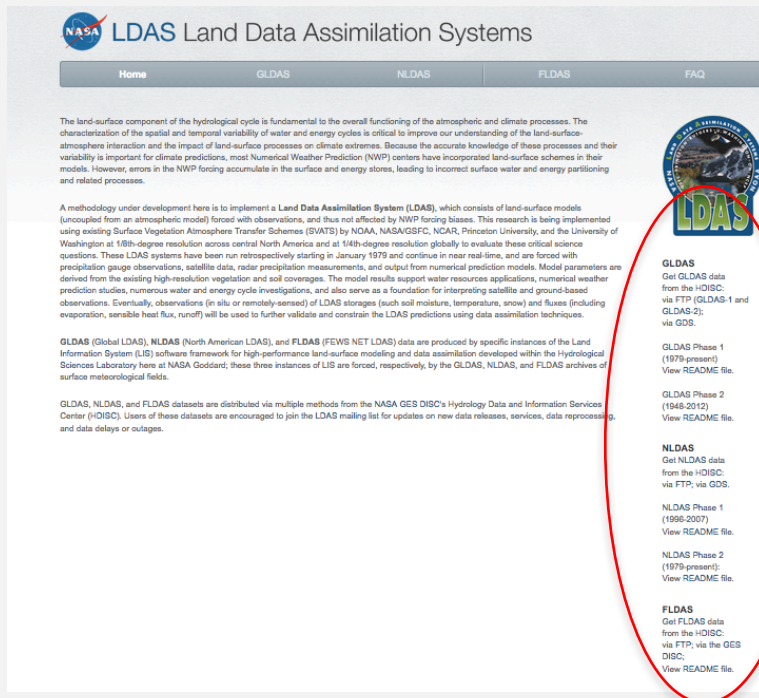 NASA LDAS Land Data Assimilation Systems
Home GLDAS NLDAS FLDAS FAQ
The land-surface component of the hydrological cycle is fundamental to the overall functioning of the atmospheric and climate processes. The
characterization of the spatial and temporal variability of water and energy cycles is critical to improve our understanding of the land-surface-
atmosphere interaction and the impact of land-surface processes on climate extremes. Because the accurate knowledge of these processes and their
variability is important for climate predictions, most Numerical Weather Prediction (NWP) centers have incorporated land-surface schemes in their
models. However, errors in the NWP forcing accumulate in the surface and energy stores, leading to incorrect surface water and energy partitioning
and related processes.
A methodology under development here is to implement a Land Data Assimilation System (LDAS), which consists of land-surface models
(uncoupled from an atmospheric model) forced with observations, and thus not affected by NWP forcing biases. This research is being implemented
using existing Surface Vegetation Atmosphere Transfer Schemes (SVATS) by NOAA, NASA/GSFC, NCAR, Princeton University, and the University of
Washington at 1/8th-degree resolution across central North America and at 1/4th-degree resolution globally to evaluate these critical science
questions. These LDAS systems have been run retrospectively starting in January 1979 and continue in near real-time, and are forced with
precipitation gauge observations, satellite data, radar precipitation measurements, and output from numerical prediction models. Model parameters are
derived from the existing high-resolution vegetation and soil coverages. The model results support water resources applications, numerical weather
prediction studies, numerous water and energy cycle investigations, and also serve as a foundation for interpreting satellite and ground-based
observations. Eventually, observations (in situ or remotely-sensed) of LDAS storages (such soil moisture, temperature, snow) and fluxes (including
evaporation, sensible heat flux, runoff) will be used to further validate and constrain the LDAS predictions using data assimilation techniques.
GLDAS (Global LDAS), NLDAS (North American LDAS), and FLDAS (FEWS NET LDAS) data are produced by specific instances of the Land
Information System (LIS) software framework for high-performance land-surface modeling and data assimilation developed within the Hydrological
Sciences Laboratory here at NASA Goddard; these three instances of LIS are forced, respectively, by the GLDAS, NLDAS, and FLDAS archives of
surface meteorological fields.
GLDAS, NLDAS, and FLDAS datasets are distributed via multiple methods from the NASA GES DISC's Hydrology Data and Information Services
Center (HDISC). Users of these datasets are encouraged to join the LDAS mailing list for updates on new data releases, services, data reprocessing,
and data delays or outages.
LDAS
GLDAS
Get GLDAS data
from the HDISC:
via FTP (GLDAS-1 and
GLDAS-2);
via GDS.
GLDAS Phase 1
(1979-present)
View README file.
GLDAS Phase 2
(1948-2012)
View README file.
NLDAS
Get NLDAS data
from the HDISC:
via FTP; via GDS.
NLDAS Phase 1
(1996-2007)
View README file.
NLDAS Phase 2
(1979-present):
View README file.
FLDAS
Get FLDAS data
from the HDISC:
via FTP; via the GES
DISC;
View README file.